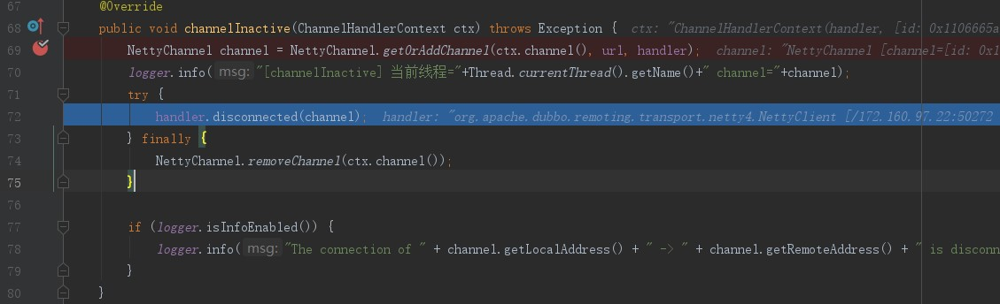 67 @Override
68 public void channelInactive(ChannelHandlerContext ctx) throws Exception { ctx: "ChannelHandlerContext(handler, [id: 0x1106665a
69 NettyChannel channel = NettyChannel.getOrAddChannel(ctx.channel(), url, handler); channel: "NettyChannel [channel=[id: 0x1
70 logger.info( msg: "[channelInactive] 当前线程="+Thread.currentThread().getName()+" channel="+channel);
71 try {
72 handler.disconnected(channel); handler: "org.apache.dubbo.remoting.transport.netty4.NettyClient [/172.160.97.22:50272
73 } finally {
74 NettyChannel.removeChannel(ctx.channel());
75 }
76
77 if (logger.isInfoEnabled()) {
78 logger.info( msg: "The connection of " + channel.getLocalAddress() + " -> " + channel.getRemoteAddress() + " is disconn
79 }
80 }